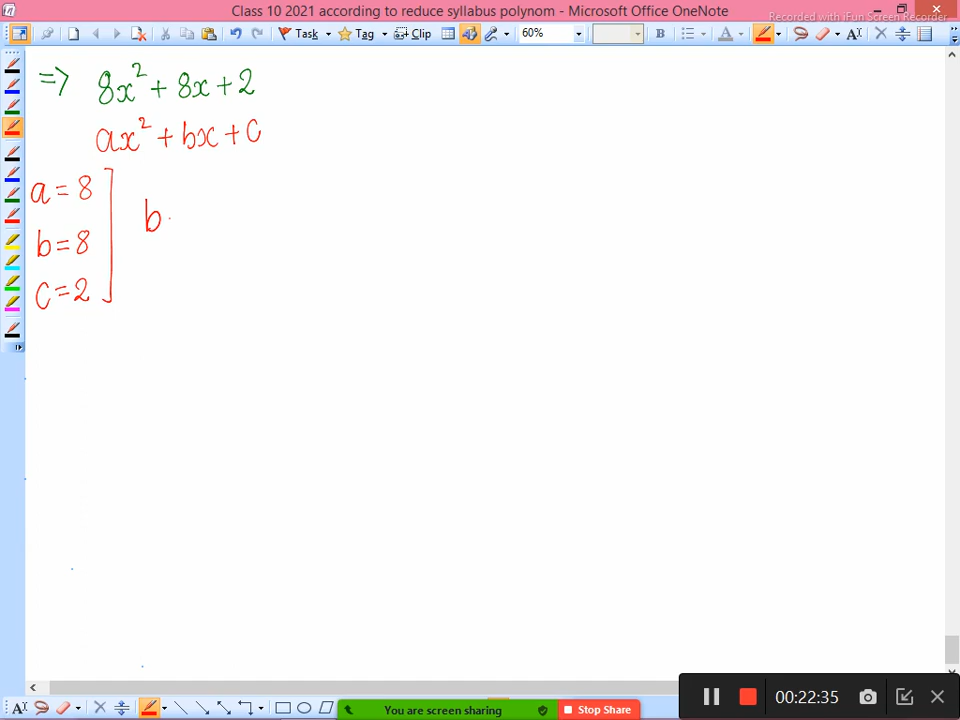 Class 10 2021 according to reduce syllabus polynom - Microsoft Office OneNote
Recorded with iFun Screen Recorder
Task Tag Clip 60% B A A
=> 8x² + 8x + 2
ax² + bx + c
a = 8
b = 8
b
c = 2
A
You are screen sharing Stop Share
00:22:35